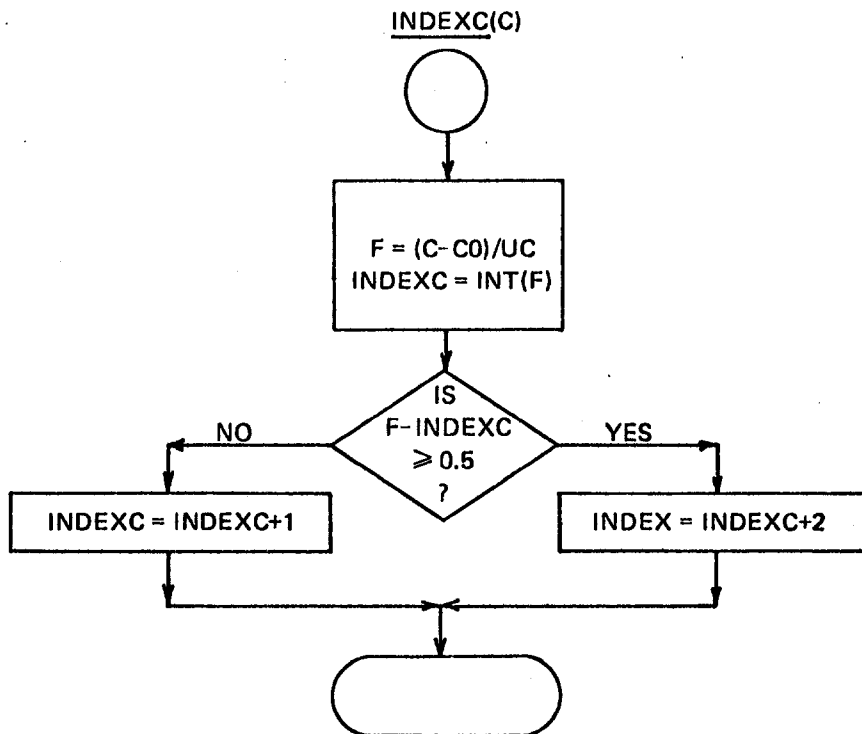 INDEXC(C)
F = (C-C0)/UC
INDEXC = INT(F)
IS
F-INDEXC
⩾ 0.5
?
NO
YES
INDEXC = INDEXC+1
INDEX = INDEXC+2